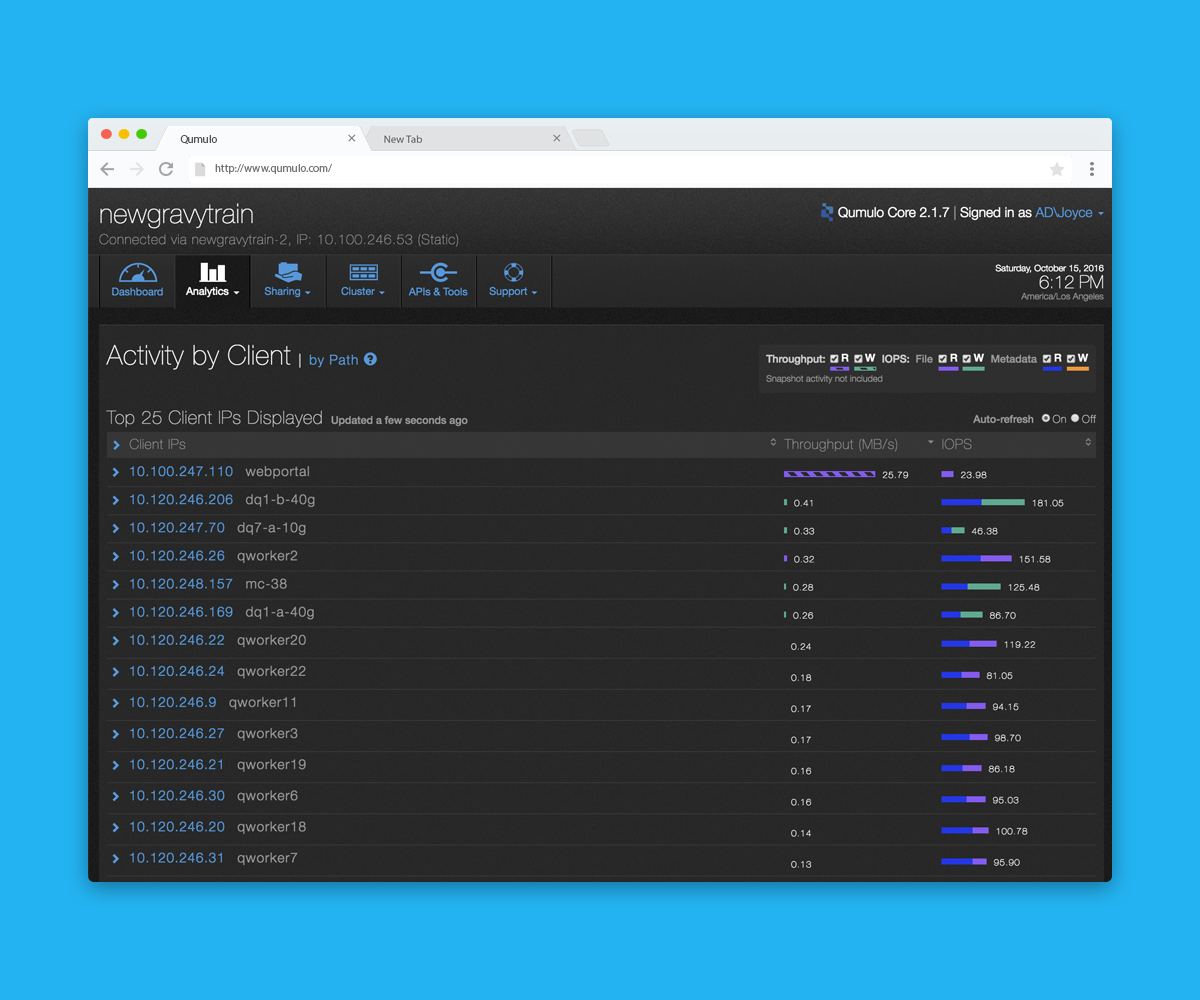 Qumulo
New Tab
http://www.qumulo.com/
newgravytrain
Qumulo Core 2.1.7 | Signed in as AD\Joyce
Connected via newgravytrain-2, IP: 10.100.246.53 (Static)
Dashboard
Analytics
Sharing
Cluster
APIs & Tools
Support
Saturday, October 15, 2016
6:12 PM
America/Los Angeles
Activity by Client | by Path ?
Throughput: R W IOPS: File R W Metadata R W
Snapshot activity not included
Top 25 Client IPs Displayed Updated a few seconds ago
Auto-refresh On Off
Client IPs Throughput (MB/s) IOPS
10.100.247.110 webportal 25.79 23.98
10.120.246.206 dq1-b-40g 0.41 181.05
10.120.247.70 dq7-a-10g 0.33 46.38
10.120.246.26 qworker2 0.32 151.58
10.120.248.157 mc-38 0.28 125.48
10.120.246.169 dq1-a-40g 0.26 86.70
10.120.246.22 qworker20 0.24 119.22
10.120.246.24 qworker22 0.18 81.05
10.120.246.9 qworker11 0.17 94.15
10.120.246.27 qworker3 0.17 98.70
10.120.246.21 qworker19 0.16 86.18
10.120.246.30 qworker6 0.16 95.03
10.120.246.20 qworker18 0.14 100.78
10.120.246.31 qworker7 0.13 95.90